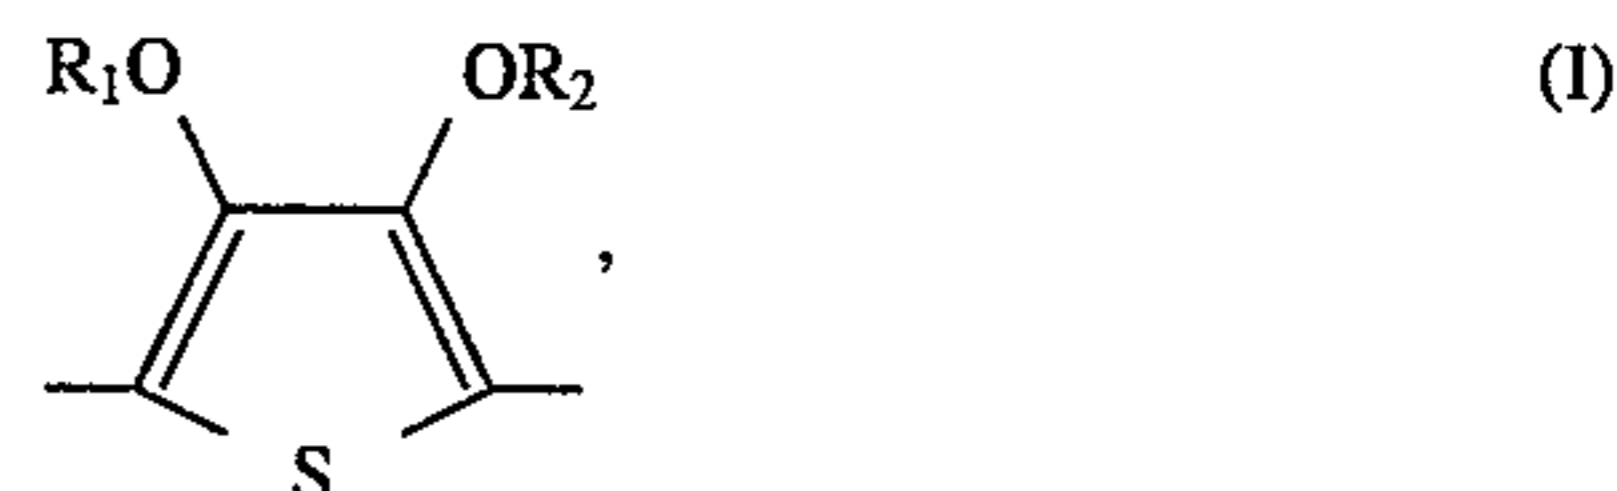 R₁O OR₂ (I)
,
S